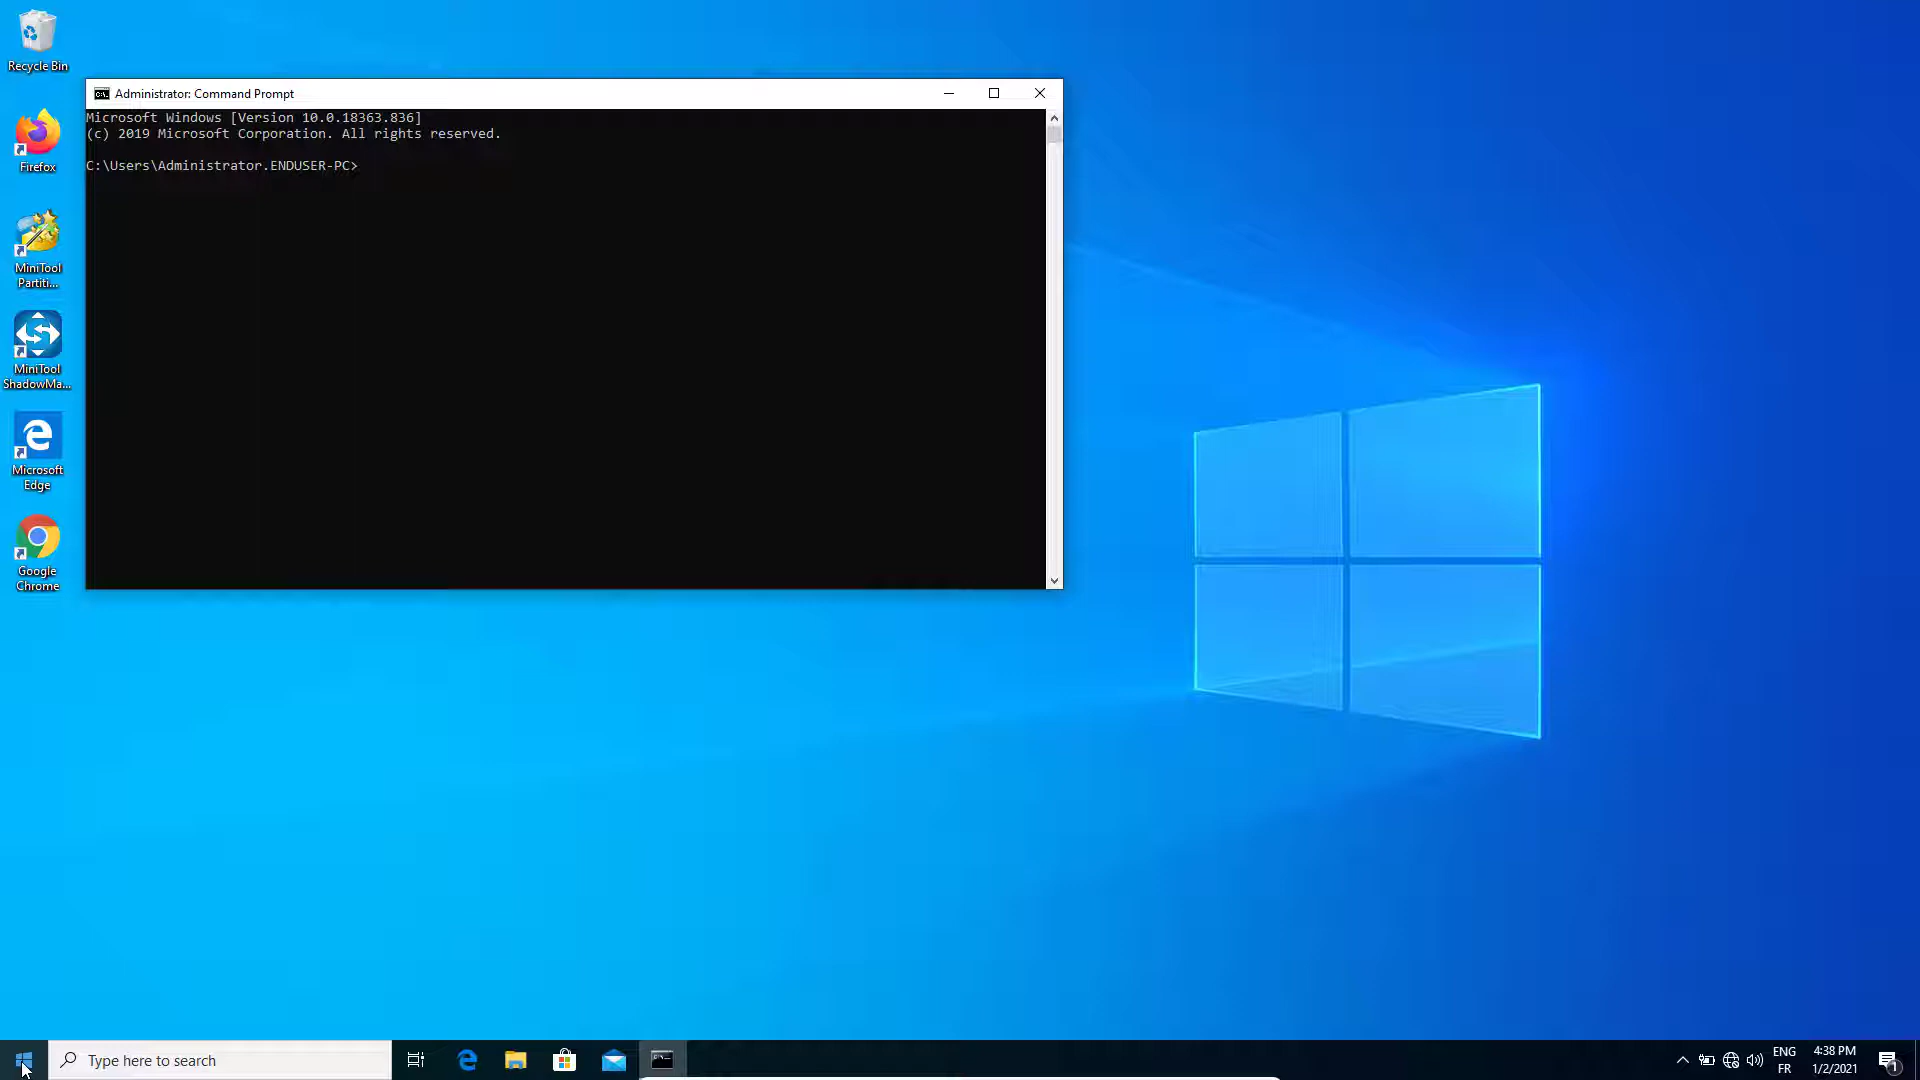 Recycle Bin
Firefox
MiniTool
Partiti...
MiniTool
ShadowMa...
Microsoft
Edge
Google
Chrome
Administrator: Command Prompt
Microsoft Windows [Version 10.0.18363.836]
(c) 2019 Microsoft Corporation. All rights reserved.
C:\Users\Administrator.ENDUSER-PC>
Type here to search
ENG
FR
4:38 PM
1/2/2021
1